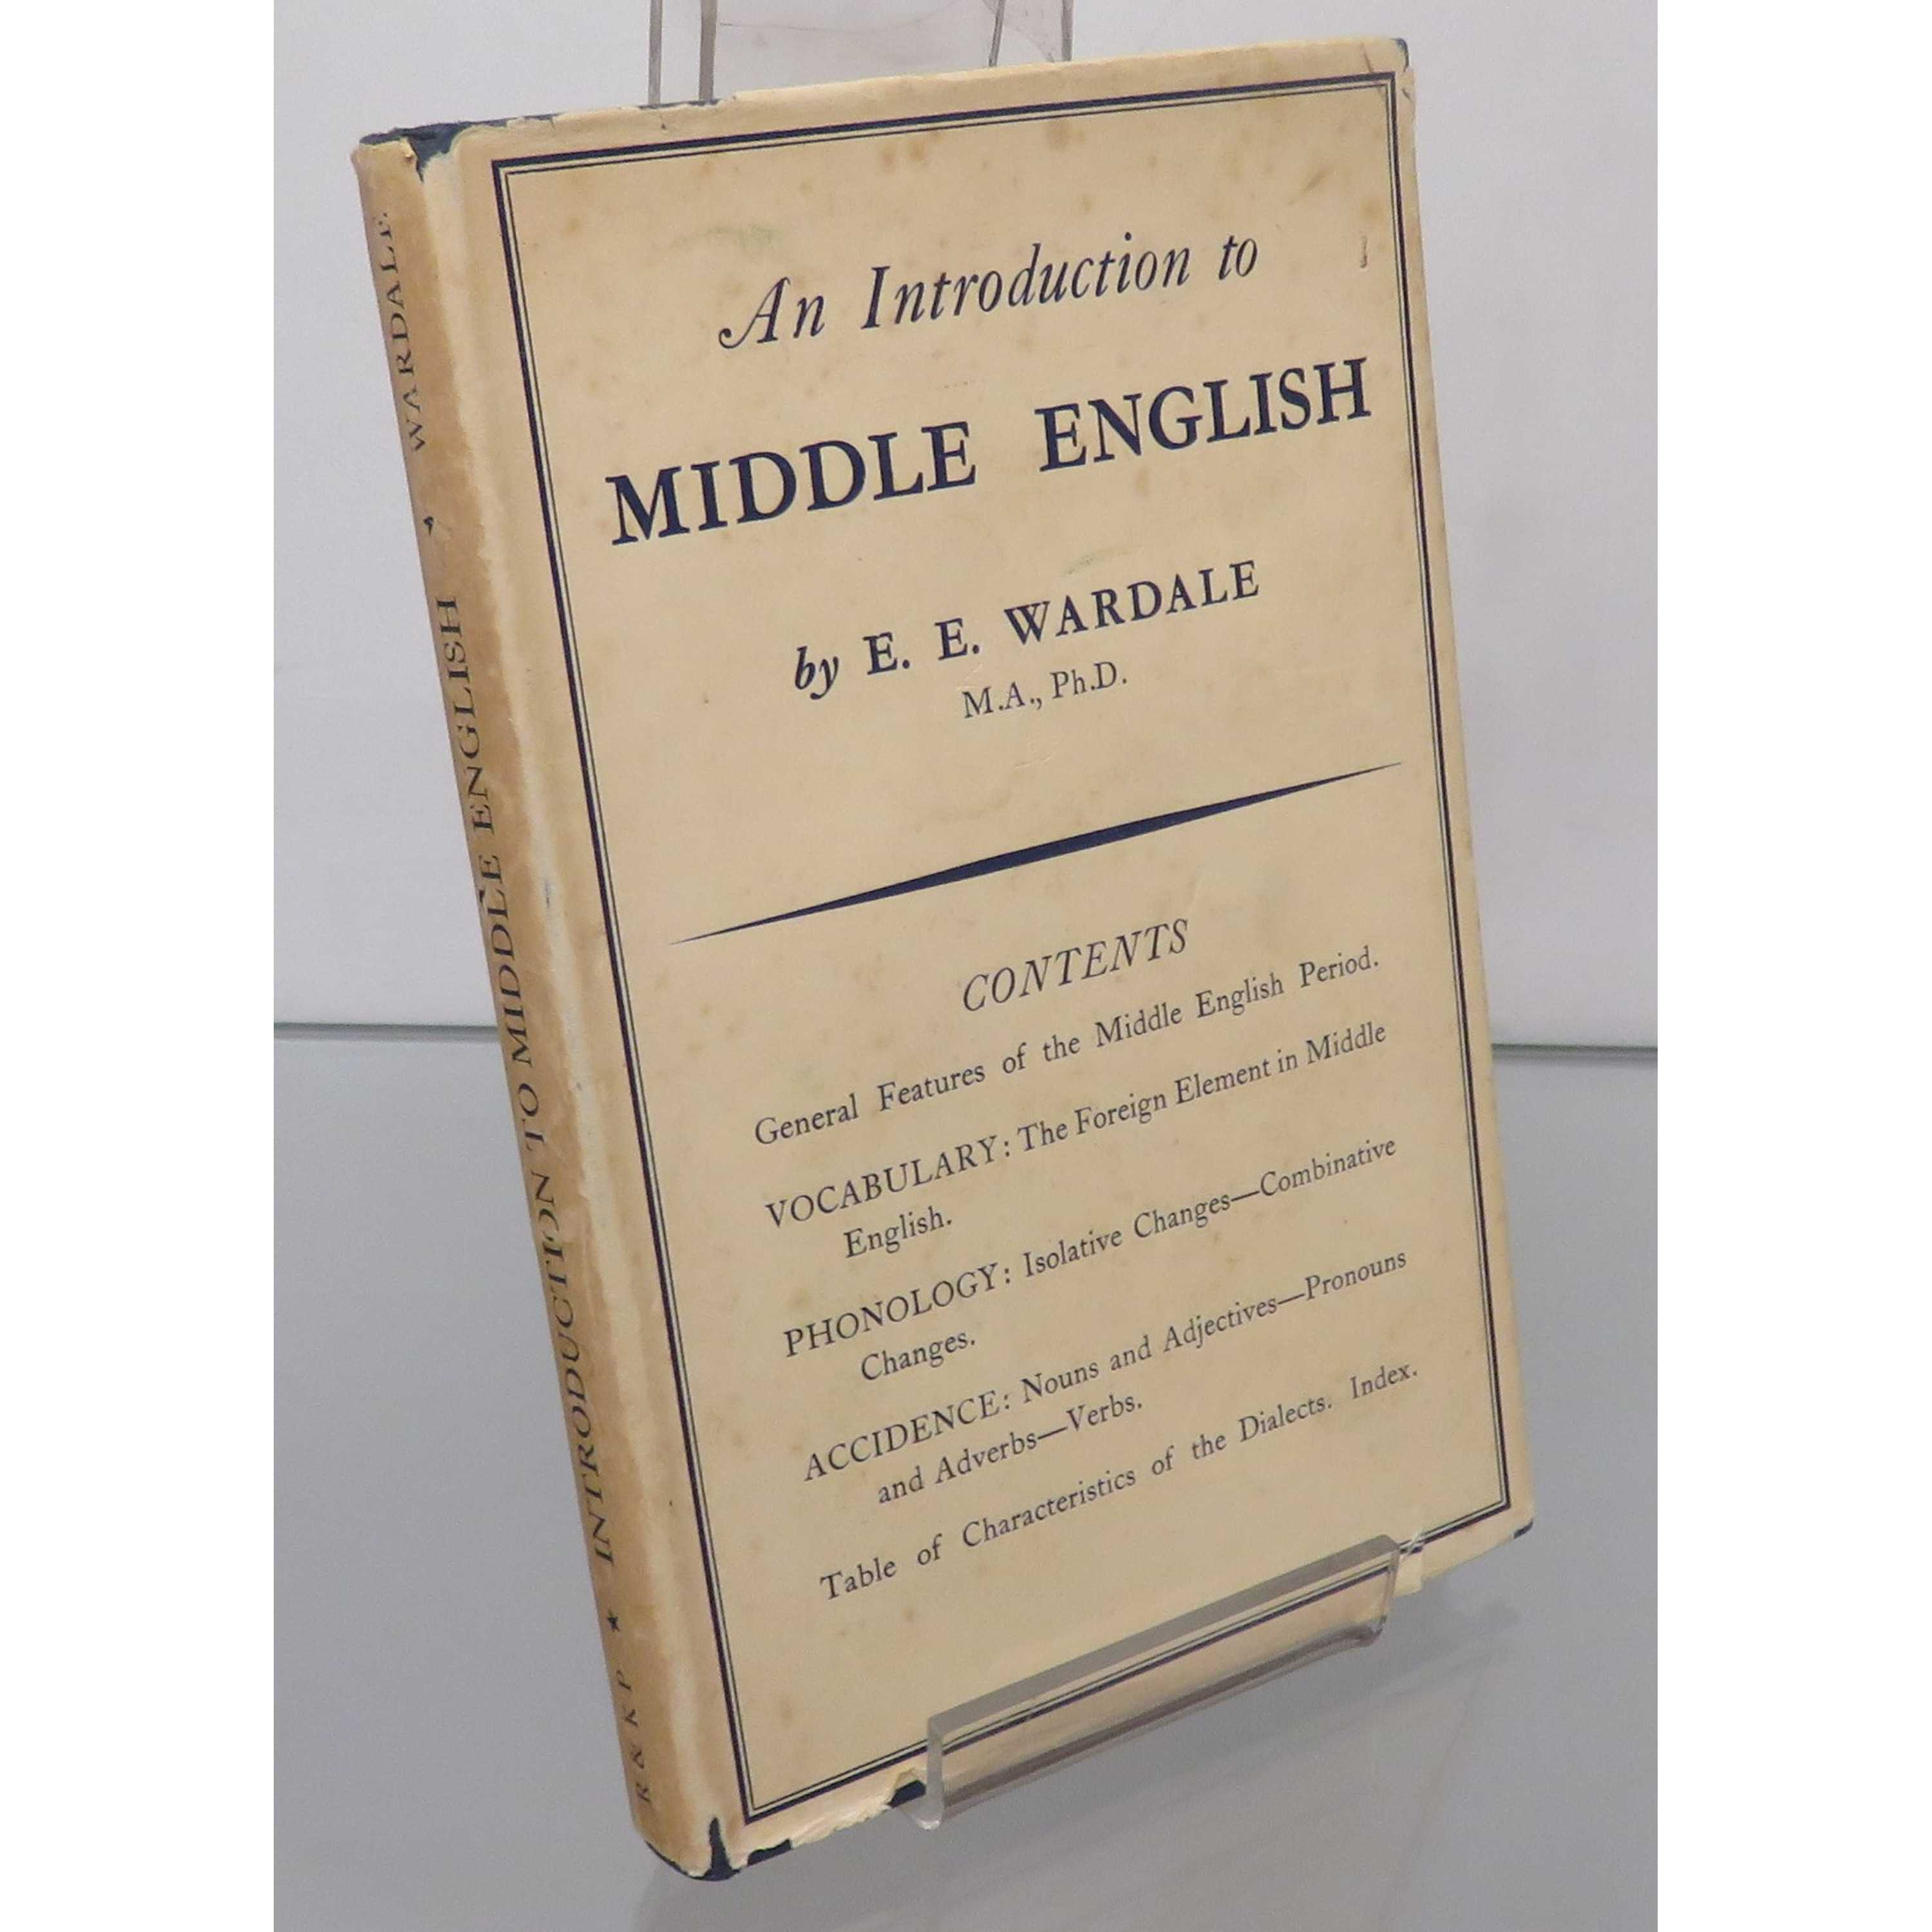 An Introduction to
MIDDLE ENGLISH
by E. E. WARDALE
M.A., Ph.D.
CONTENTS
General Features of the Middle English Period.
VOCABULARY: The Foreign Element in Middle
English.
PHONOLOGY: Isolative Changes—Combinative
Changes.
ACCIDENCE: Nouns and Adjectives—Pronouns
and Adverbs—Verbs.
Table of Characteristics of the Dialects. Index.
R & K P ★ INTRODUCTION TO MIDDLE ENGLISH ★ WARDALE